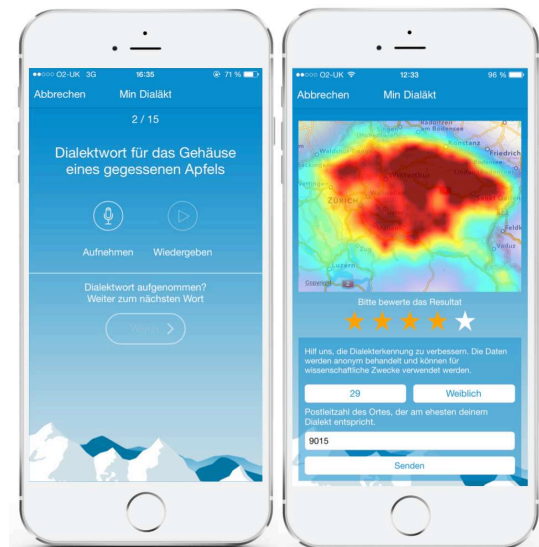 O2-UK 3G 16:35 71 %
Abbrechen Min Dialäkt
2 / 15
Dialektwort für das Gehäuse
eines gegessenen Apfels
Aufnehmen Wiedergeben
Dialektwort aufgenommen?
Weiter zum nächsten Wort
O2-UK 12:33 96 %
Abbrechen Min Dialäkt
Konstanz
Friedrich
ZÜRICH
Zug
Vaduz
Luzern
Bitte bewerte das Resultat
Hilf uns, die Dialekterkennung zu verbessern. Die Daten
werden anonym behandelt und können für
wissenschaftliche Zwecke verwendet werden.
29 Weiblich
Postleitzahl des Ortes, der am ehesten deinem
Dialekt entspricht.
9015
Senden